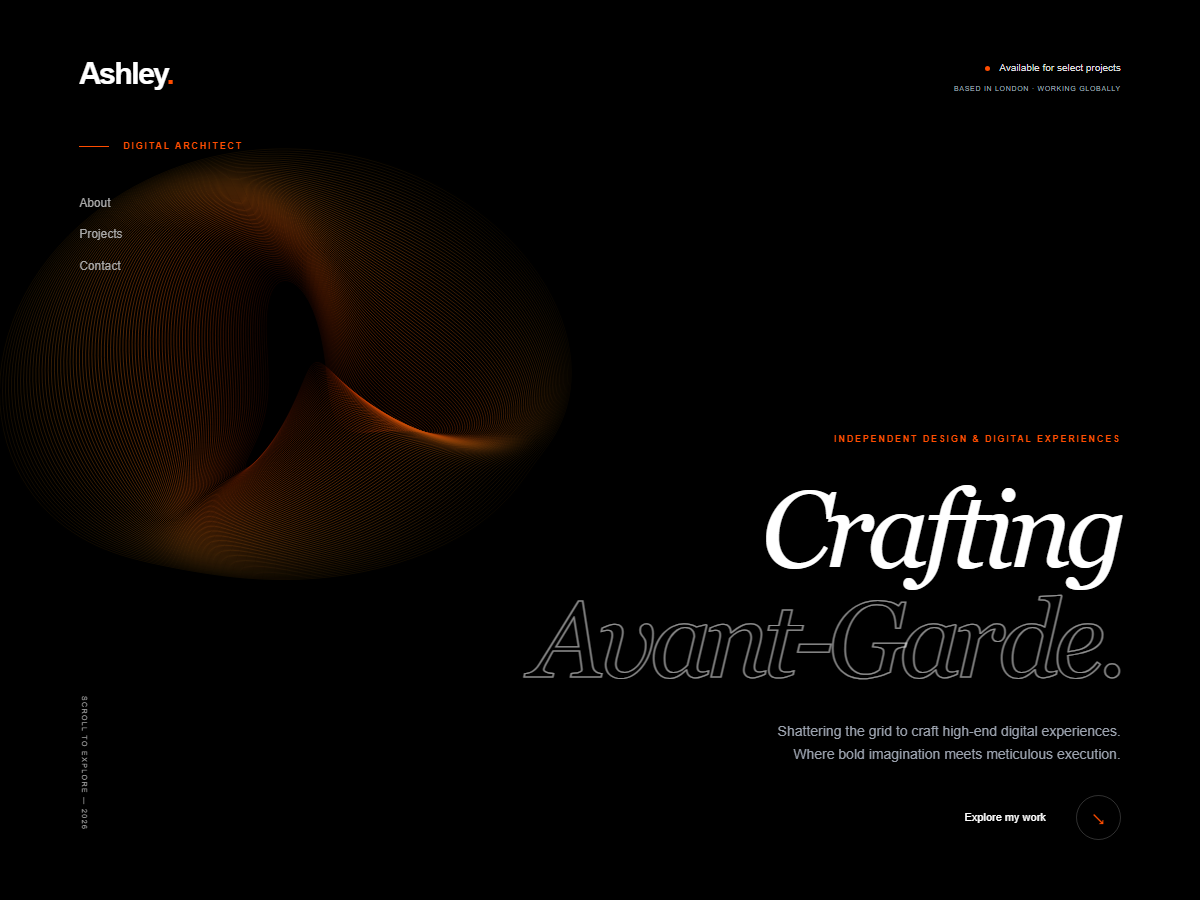 Ashley.
Available for select projects
BASED IN LONDON · WORKING GLOBALLY
DIGITAL ARCHITECT
About
Projects
Contact
INDEPENDENT DESIGN & DIGITAL EXPERIENCES
Crafting
Avant-Garde.
Shattering the grid to craft high-end digital experiences.
Where bold imagination meets meticulous execution.
Explore my work
SCROLL TO EXPLORE — 2026